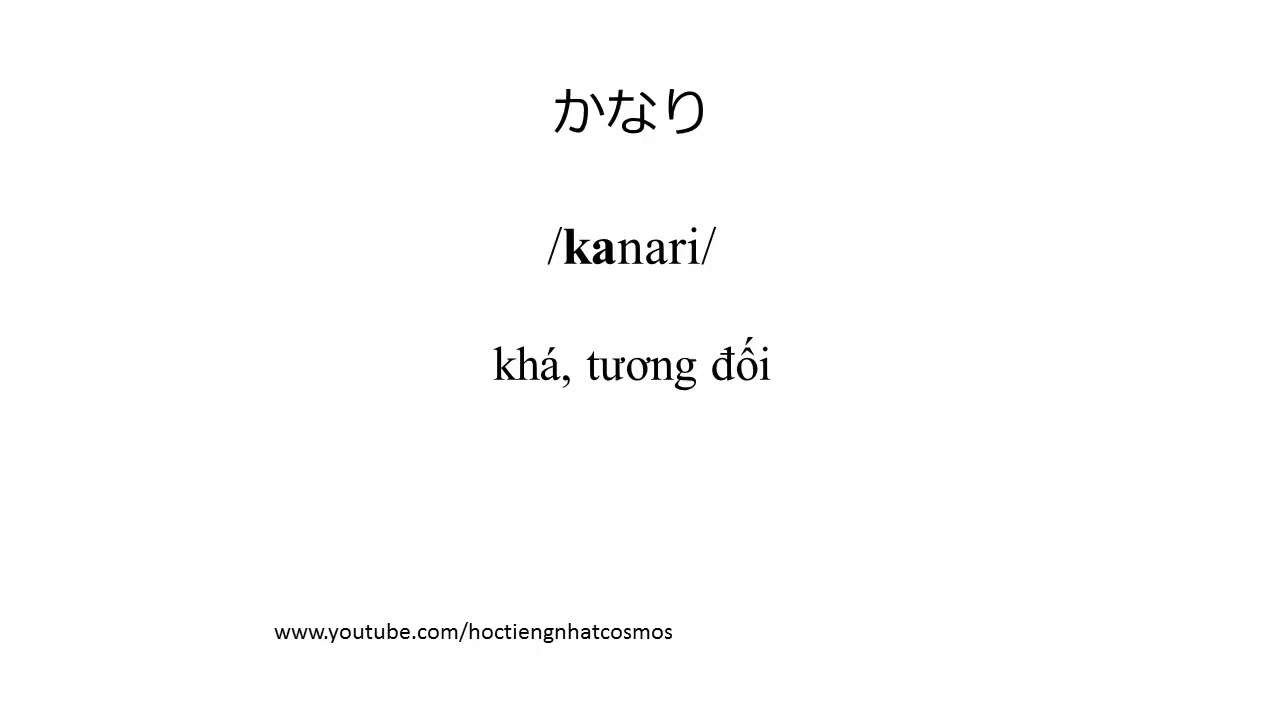 かなり
/kanari/
khá, tương đối
www.youtube.com/hoctiengnhatcosmos